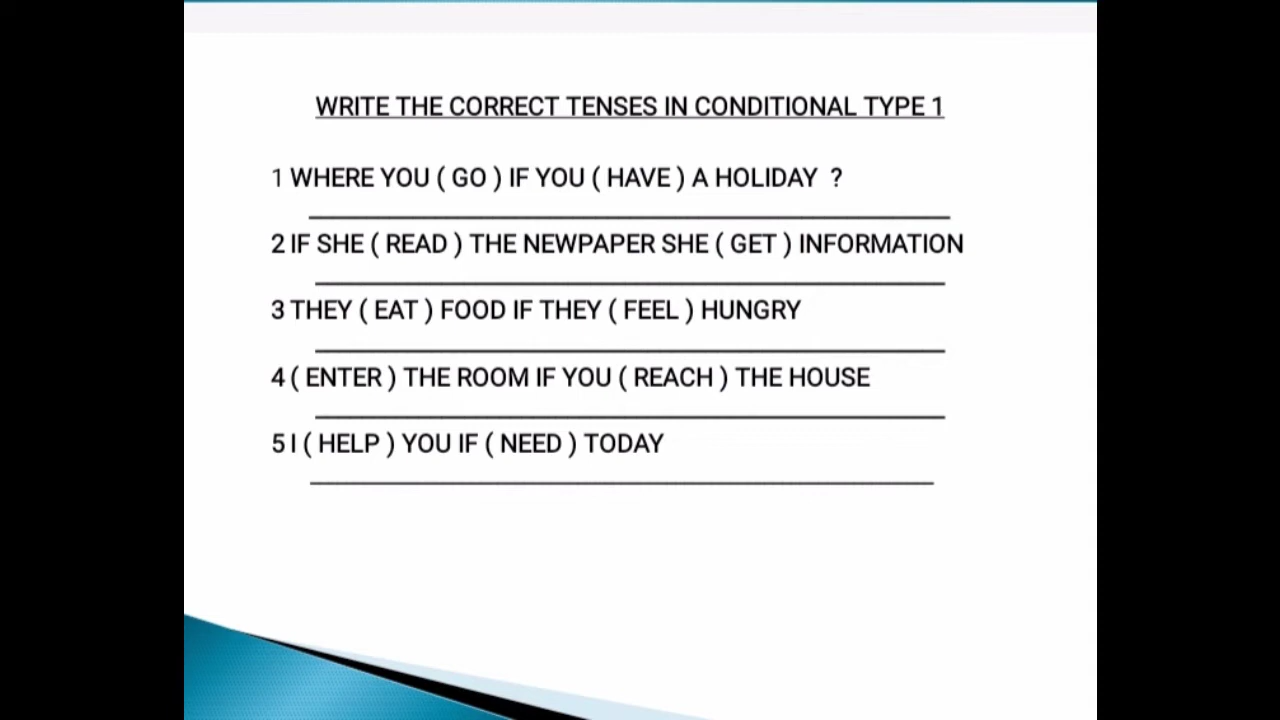 WRITE THE CORRECT TENSES IN CONDITIONAL TYPE 1
1 WHERE YOU ( GO ) IF YOU ( HAVE ) A HOLIDAY ?
2 IF SHE ( READ ) THE NEWPAPER SHE ( GET ) INFORMATION
3 THEY ( EAT ) FOOD IF THEY ( FEEL ) HUNGRY
4 ( ENTER ) THE ROOM IF YOU ( REACH ) THE HOUSE
5 I ( HELP ) YOU IF ( NEED ) TODAY